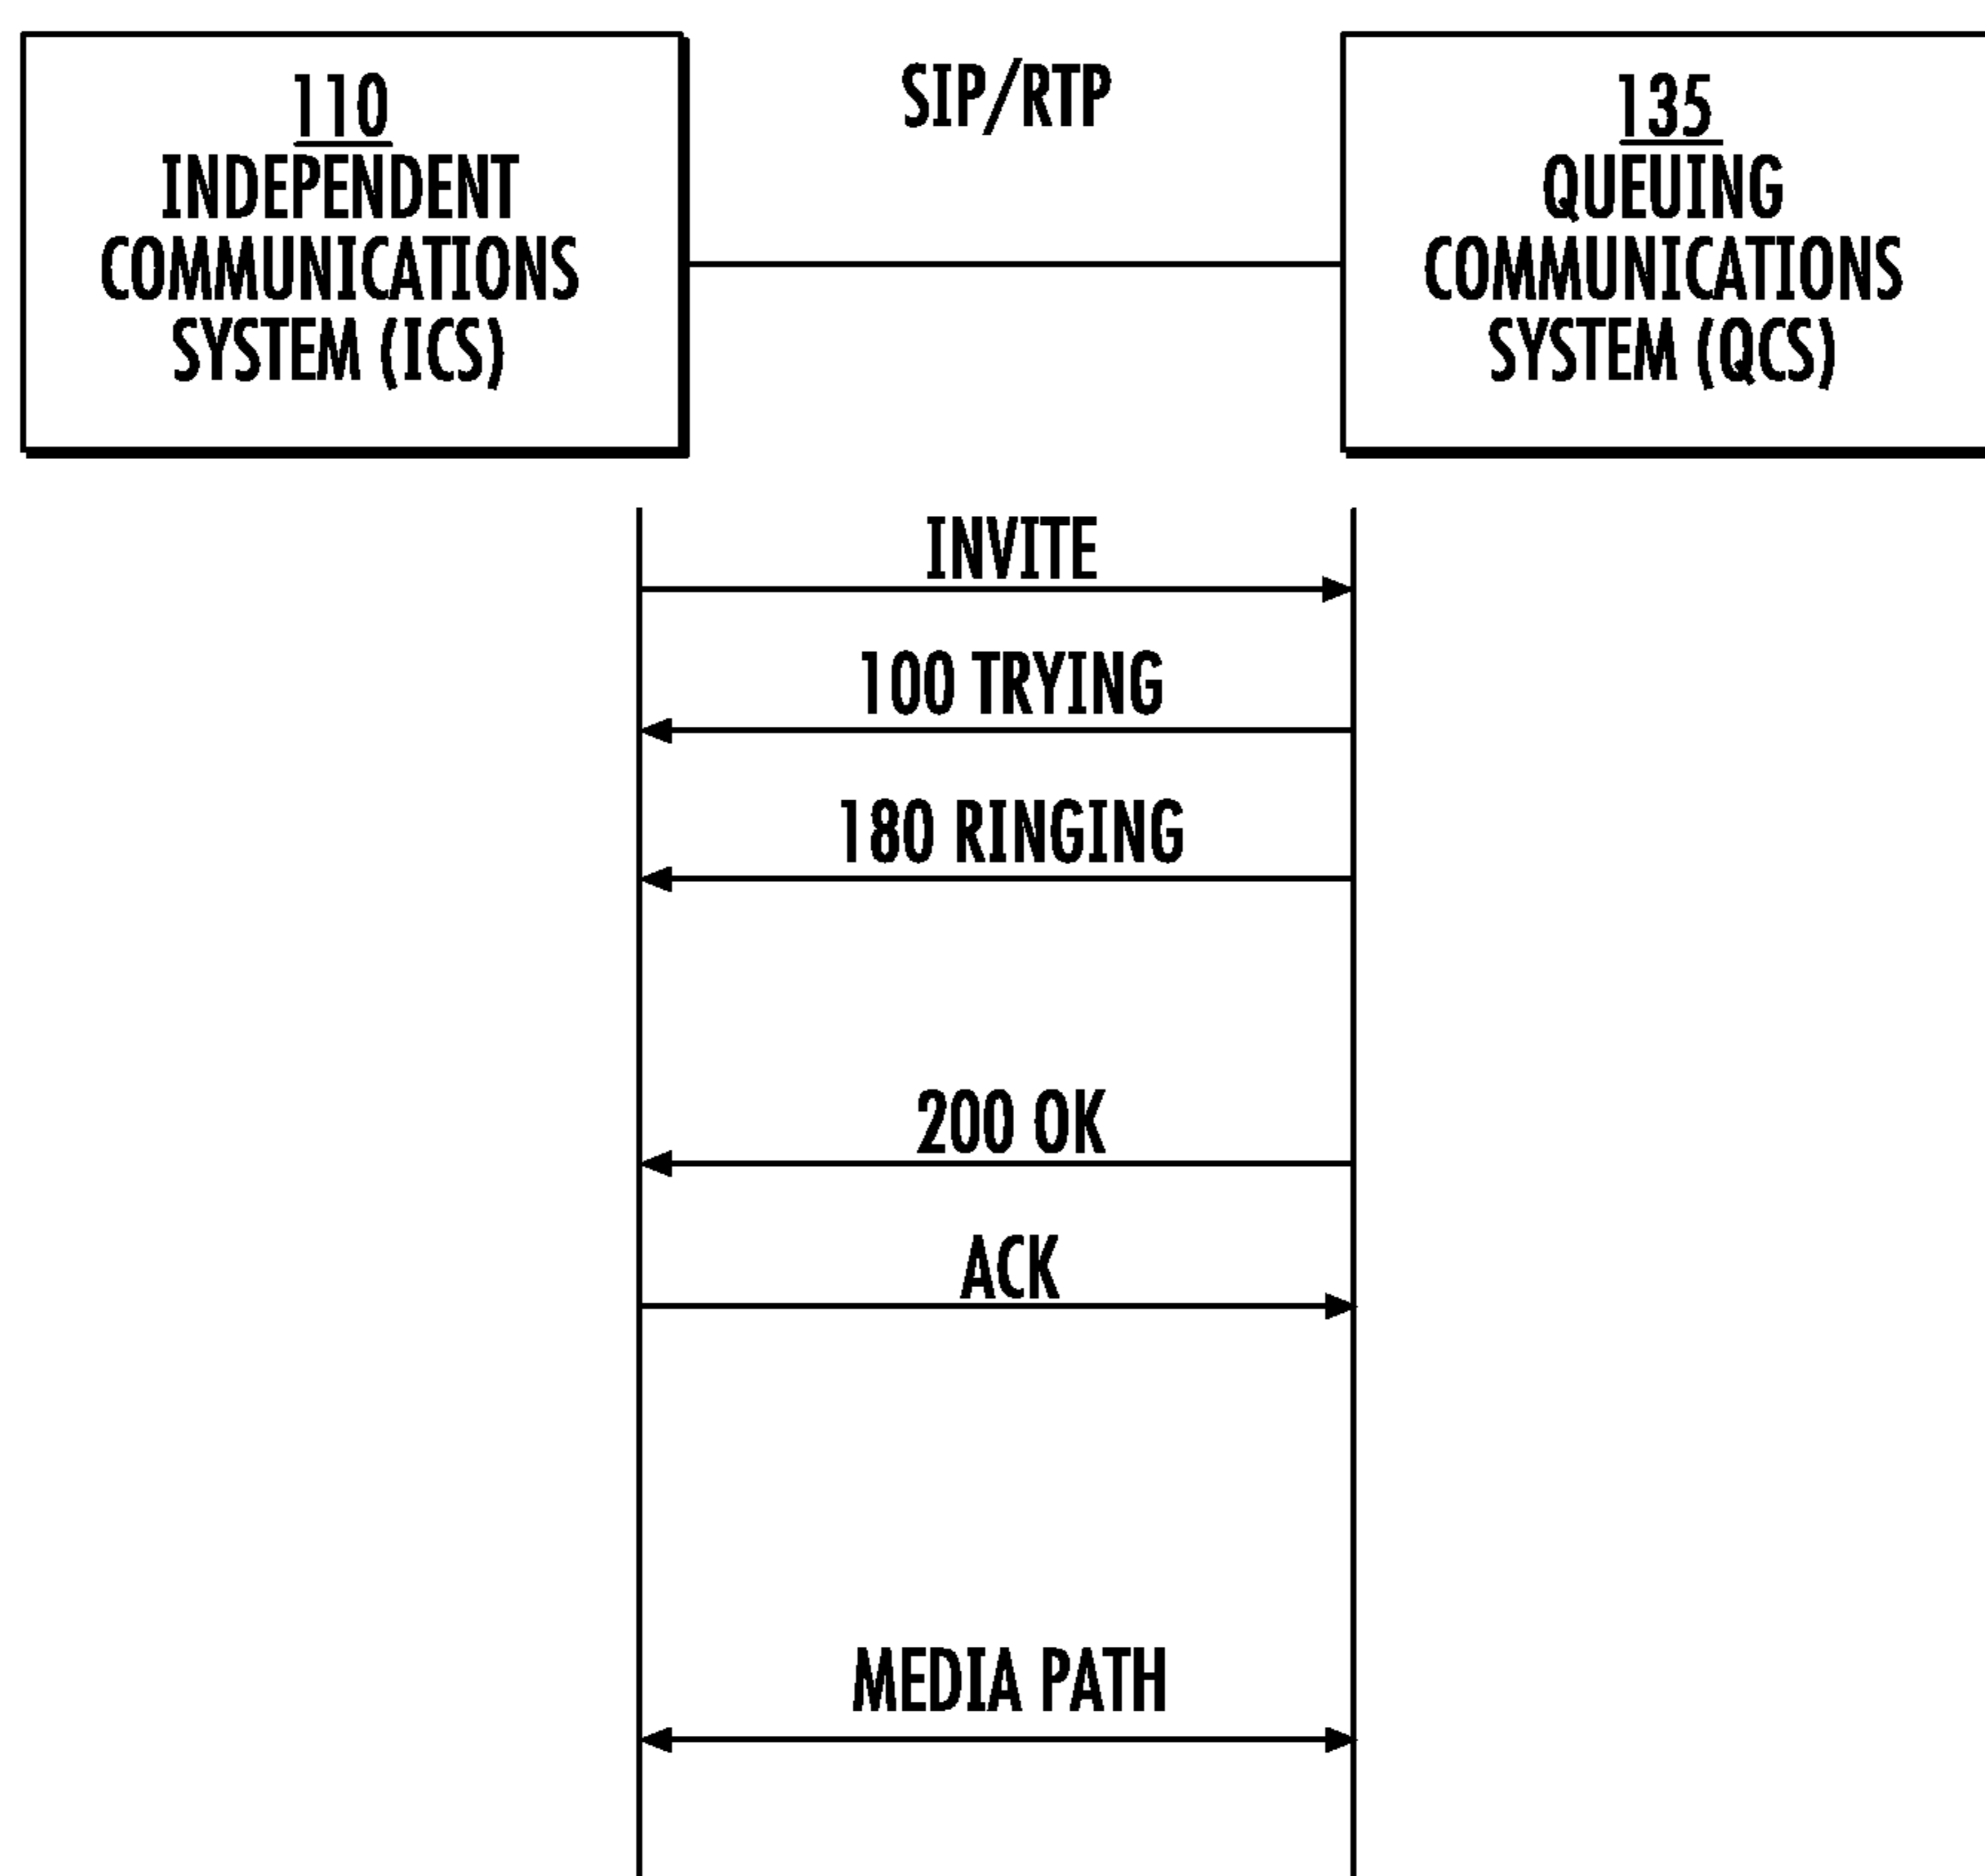 110
INDEPENDENT
COMMUNICATIONS
SYSTEM (ICS)
SIP/RTP
135
QUEUING
COMMUNICATIONS
SYSTEM (QCS)
INVITE
100 TRYING
180 RINGING
200 OK
ACK
MEDIA PATH